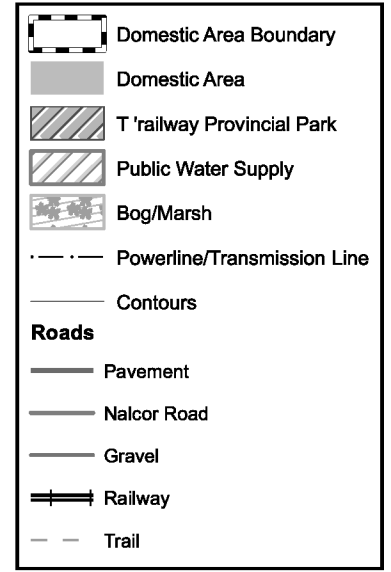 Domestic Area Boundary
Domestic Area
T 'railway Provincial Park
Public Water Supply
Bog/Marsh
Powerline/Transmission Line
Contours
Roads
Pavement
Nalcor Road
Gravel
Railway
Trail